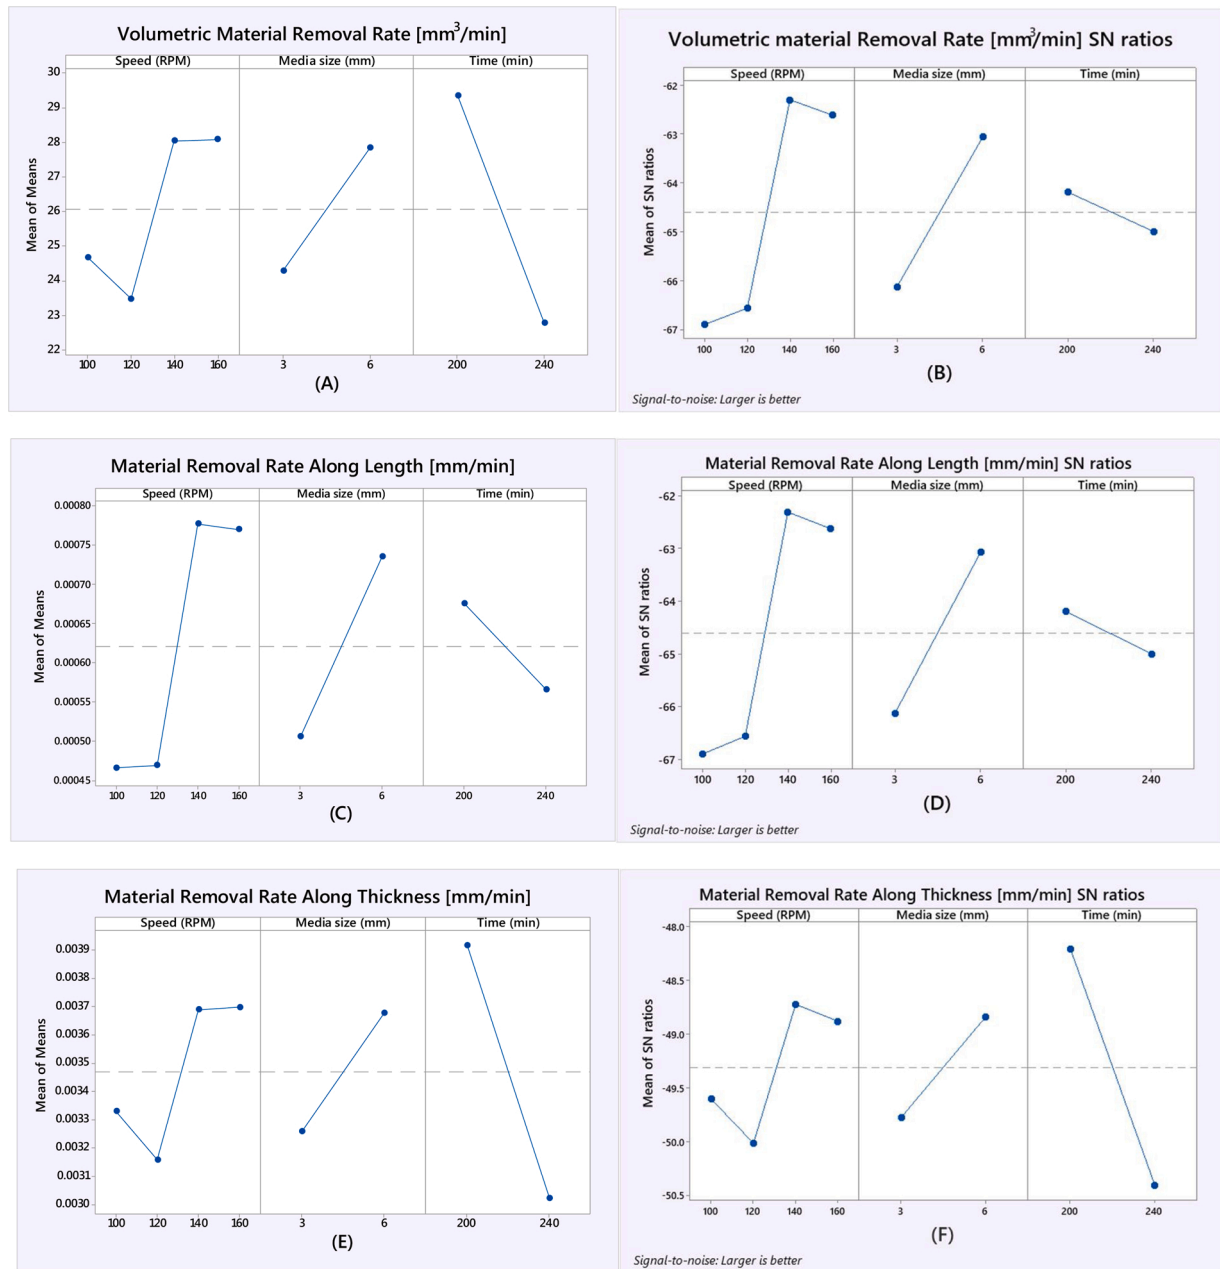 Volumetric Material Removal Rate [mm³/min]
Speed (RPM) Media size (mm) Time (min)
30
29
28
27
26
25
24
23
22
Mean of Means
100 120 140 160 3 6 200 240
(A)
Volumetric material Removal Rate [mm³/min] SN ratios
Speed (RPM) Media size (mm) Time (min)
-62
-63
-64
-65
-66
-67
Mean of SN ratios
100 120 140 160 3 6 200 240
(B)
Signal-to-noise: Larger is better
Material Removal Rate Along Length [mm/min]
Speed (RPM) Media size (mm) Time (min)
0.00080
0.00075
0.00070
0.00065
0.00060
0.00055
0.00050
0.00045
Mean of Means
100 120 140 160 3 6 200 240
(C)
Material Removal Rate Along Length [mm/min] SN ratios
Speed (RPM) Media size (mm) Time (min)
-62
-63
-64
-65
-66
-67
Mean of SN ratios
100 120 140 160 3 6 200 240
(D)
Signal-to-noise: Larger is better
Material Removal Rate Along Thickness [mm/min]
Speed (RPM) Media size (mm) Time (min)
0.0039
0.0038
0.0037
0.0036
0.0035
0.0034
0.0033
0.0032
0.0031
0.0030
Mean of Means
100 120 140 160 3 6 200 240
(E)
Material Removal Rate Along Thickness [mm/min] SN ratios
Speed (RPM) Media size (mm) Time (min)
-48.0
-48.5
-49.0
-49.5
-50.0
-50.5
Mean of SN ratios
100 120 140 160 3 6 200 240
(F)
Signal-to-noise: Larger is better